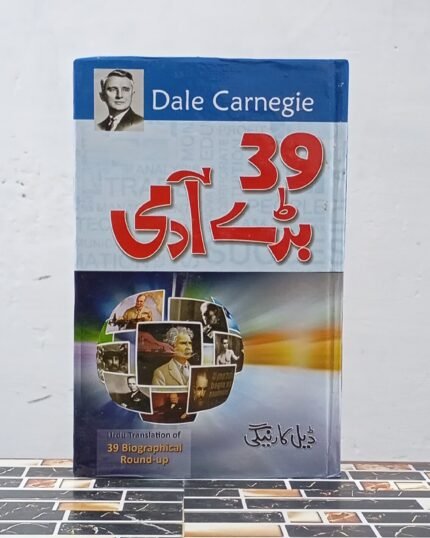 Dale Carnegie
39
بڑے آدمی
ڈیل کارنیگی
Urdu Translation of
39 Biographical
Round-up